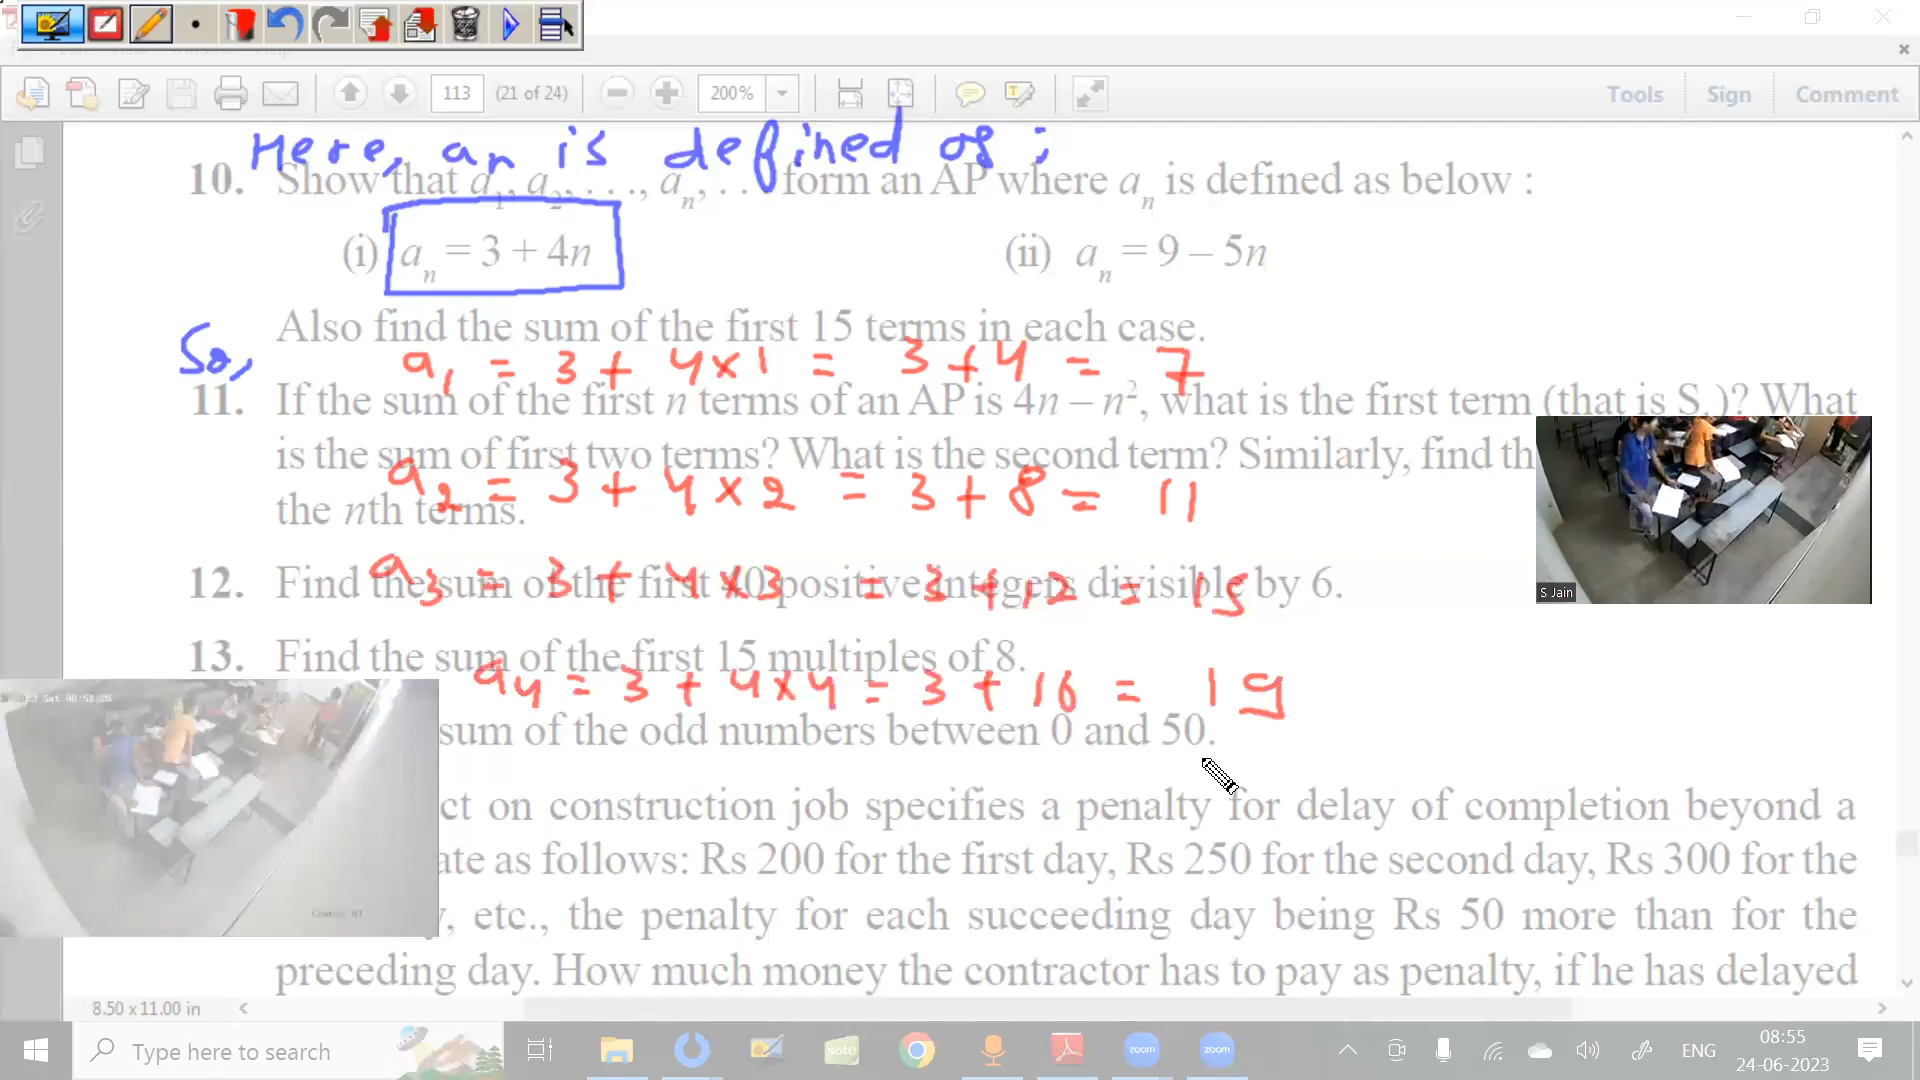 113 (21 of 24) 200% Tools Sign Comment
Here, an is defined as :
10. Show that a1, a2, . . ., an, . . form an AP where an is defined as below :
(i) an = 3 + 4n (ii) an = 9 – 5n
Also find the sum of the first 15 terms in each case.
So, a1 = 3 + 4×1 = 3+4 = 7
11. If the sum of the first n terms of an AP is 4n – n², what is the first term (that is S1)? What
is the sum of first two terms? What is the second term? Similarly, find th
a2 = 3 + 4×2 = 3 + 8 = 11
the nth terms.
12. Find the sum of the first 40 positive integers divisible by 6.
a3 = 3 + 4×3 = 3 + 12 = 15
13. Find the sum of the first 15 multiples of 8.
a4 = 3 + 4×4 = 3 + 16 = 19
sum of the odd numbers between 0 and 50.
ct on construction job specifies a penalty for delay of completion beyond a
ate as follows: Rs 200 for the first day, Rs 250 for the second day, Rs 300 for the
y, etc., the penalty for each succeeding day being Rs 50 more than for the
preceding day. How much money the contractor has to pay as penalty, if he has delayed
S Jain
8.50 x 11.00 in
Type here to search
Note
zoom
zoom
ENG
08:55
24-06-2023